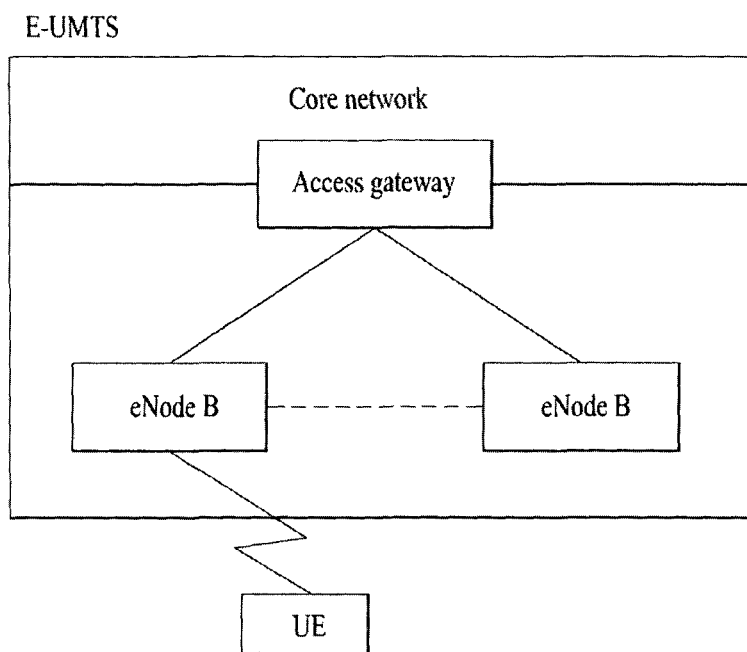 E-UMTS
Core network
Access gateway
eNode B
eNode B
UE